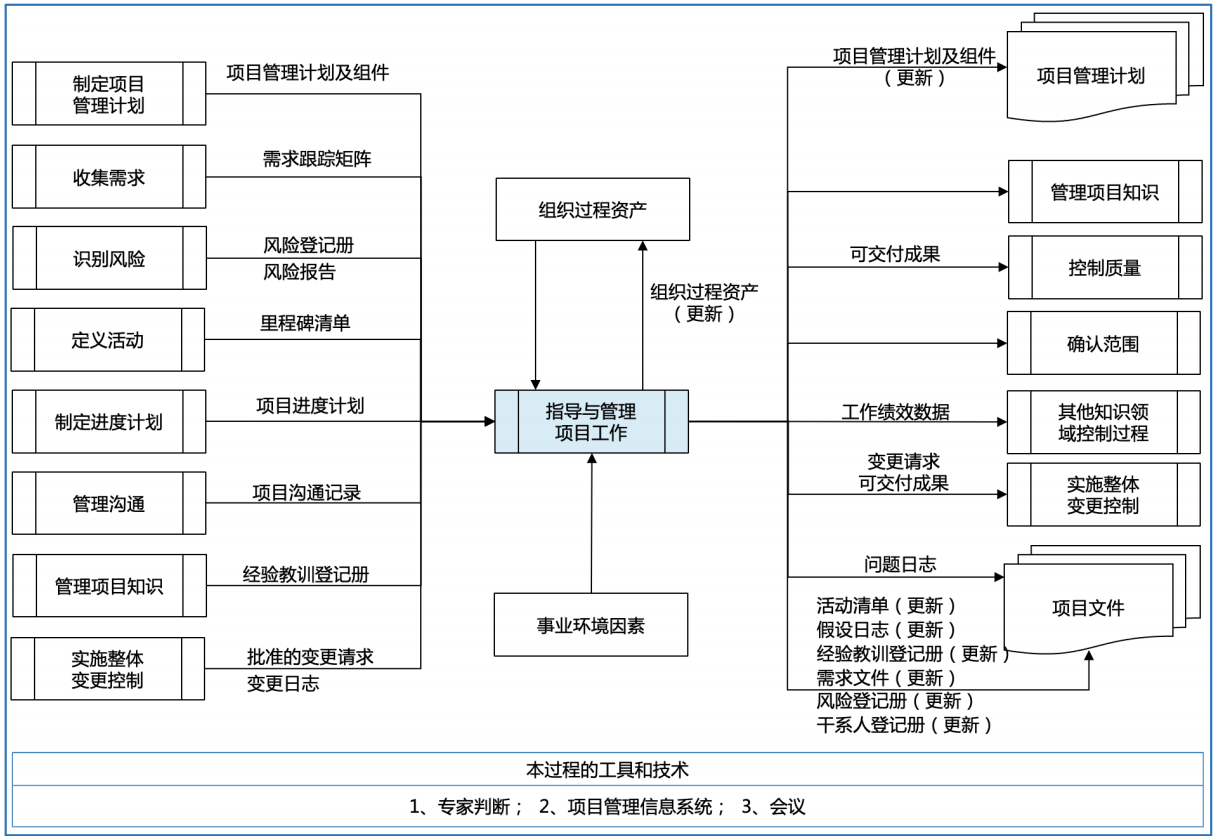 制定项目
管理计划
项目管理计划及组件
收集需求
需求跟踪矩阵
识别风险
风险登记册
风险报告
定义活动
里程碑清单
制定进度计划
项目进度计划
管理沟通
项目沟通记录
管理项目知识
经验教训登记册
实施整体
变更控制
批准的变更请求
变更日志
组织过程资产
组织过程资产
（更新）
指导与管理
项目工作
事业环境因素
项目管理计划及组件
（更新）
项目管理计划
管理项目知识
可交付成果
控制质量
确认范围
工作绩效数据
其他知识领
域控制过程
变更请求
可交付成果
实施整体
变更控制
问题日志
项目文件
活动清单（更新）
假设日志（更新）
经验教训登记册（更新）
需求文件（更新）
风险登记册（更新）
干系人登记册（更新）
本过程的工具和技术
1、专家判断； 2、项目管理信息系统； 3、会议